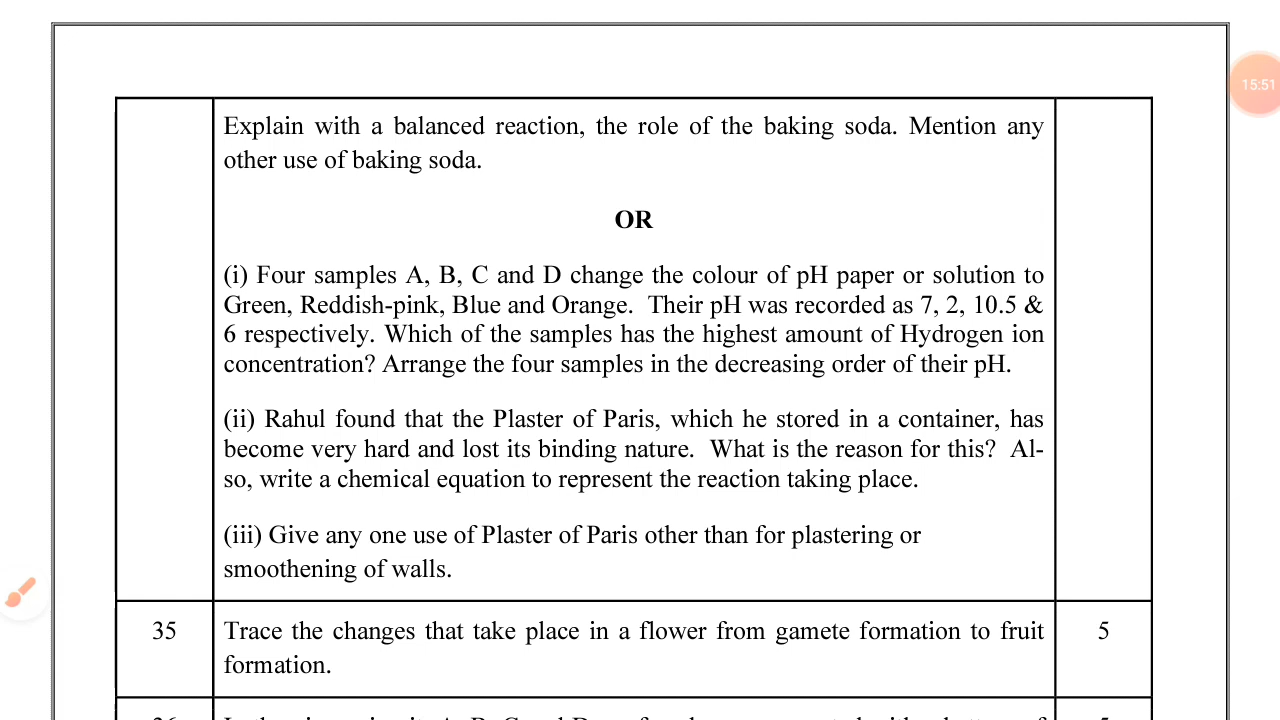 15:51
Explain with a balanced reaction, the role of the baking soda. Mention any
other use of baking soda.
OR
(i) Four samples A, B, C and D change the colour of pH paper or solution to
Green, Reddish-pink, Blue and Orange. Their pH was recorded as 7, 2, 10.5 &
6 respectively. Which of the samples has the highest amount of Hydrogen ion
concentration? Arrange the four samples in the decreasing order of their pH.
(ii) Rahul found that the Plaster of Paris, which he stored in a container, has
become very hard and lost its binding nature. What is the reason for this? Al-
so, write a chemical equation to represent the reaction taking place.
(iii) Give any one use of Plaster of Paris other than for plastering or
smoothening of walls.
35 Trace the changes that take place in a flower from gamete formation to fruit 5
formation.